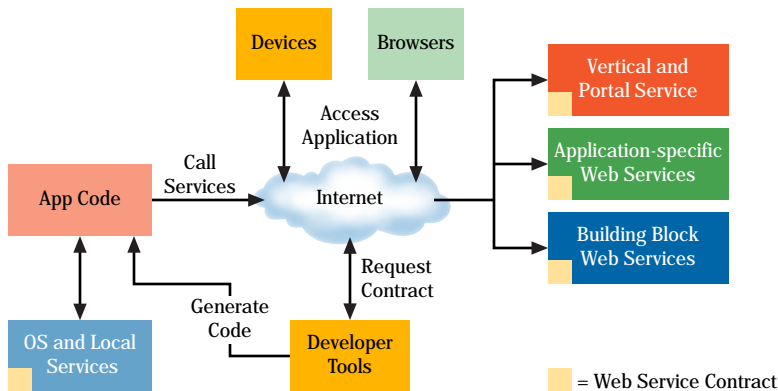 Devices
Browsers
Vertical and
Portal Service
Access
Application
Application-specific
Web Services
Call
Services
App Code
Internet
Building Block
Web Services
Request
Contract
Generate
Code
OS and Local
Services
Developer
Tools
= Web Service Contract